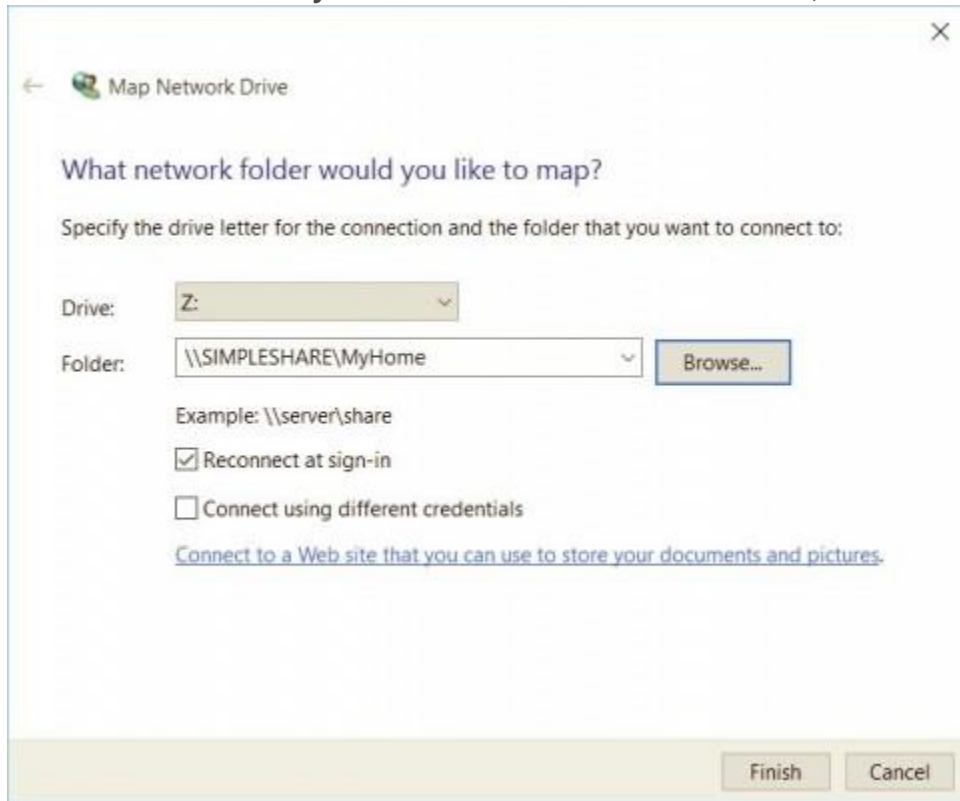 Map Network Drive
What network folder would you like to map?
Specify the drive letter for the connection and the folder that you want to connect to:
Drive: Z:
Folder: \\SIMPLESHARE\MyHome Browse...
Example: \\server\share
Reconnect at sign-in
Connect using different credentials
Connect to a Web site that you can use to store your documents and pictures.
Finish Cancel